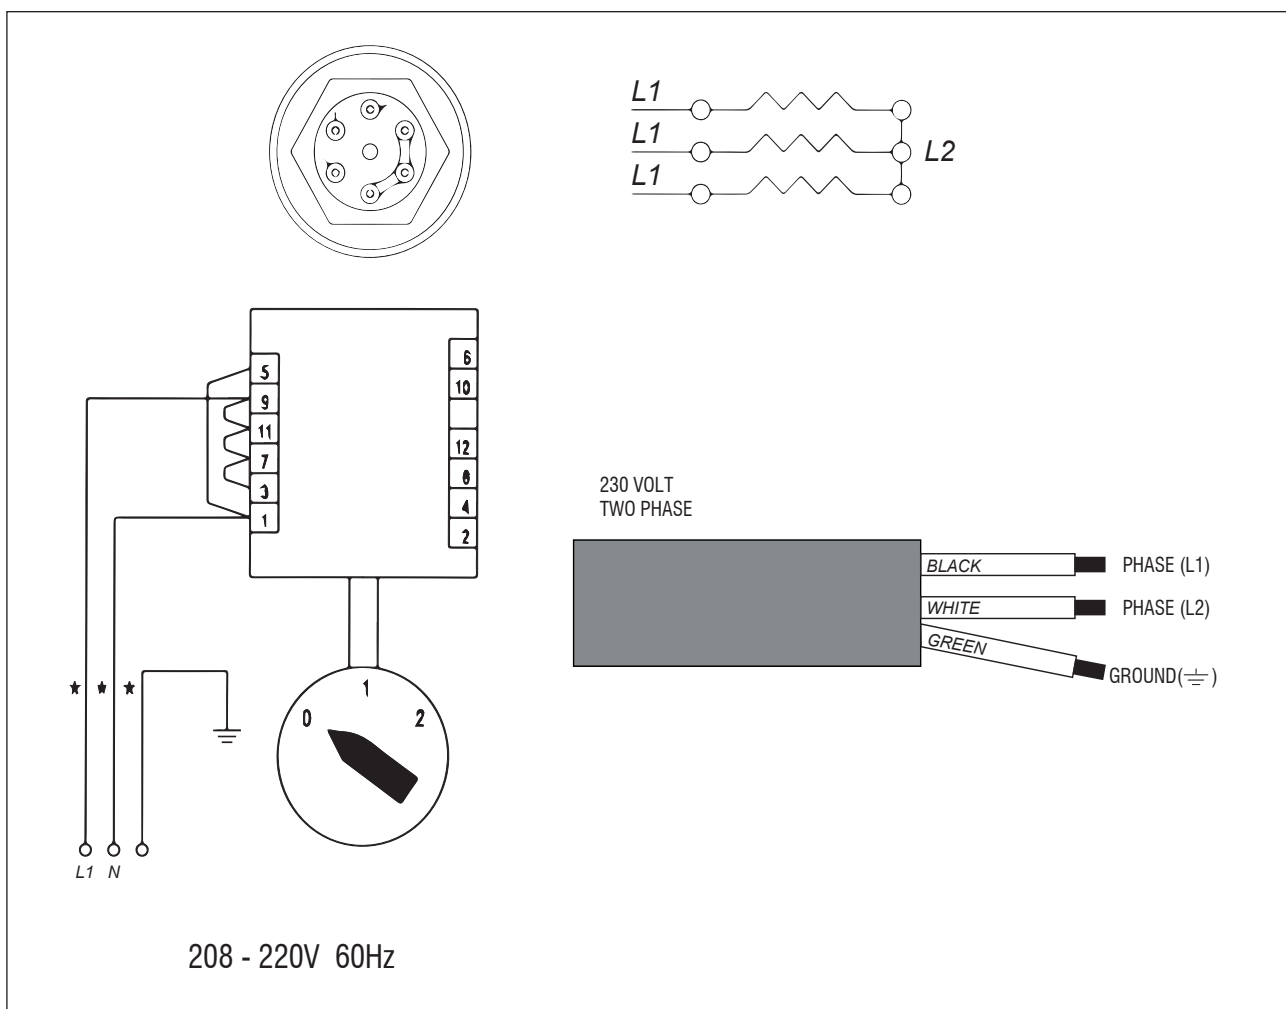 L1
L1
L1
L2
5
9
11
7
3
1
6
10
12
4
2
230 VOLT
TWO PHASE
BLACK PHASE (L1)
WHITE PHASE (L2)
GREEN GROUND( )
1
0 2
L1 N
208 - 220V 60Hz